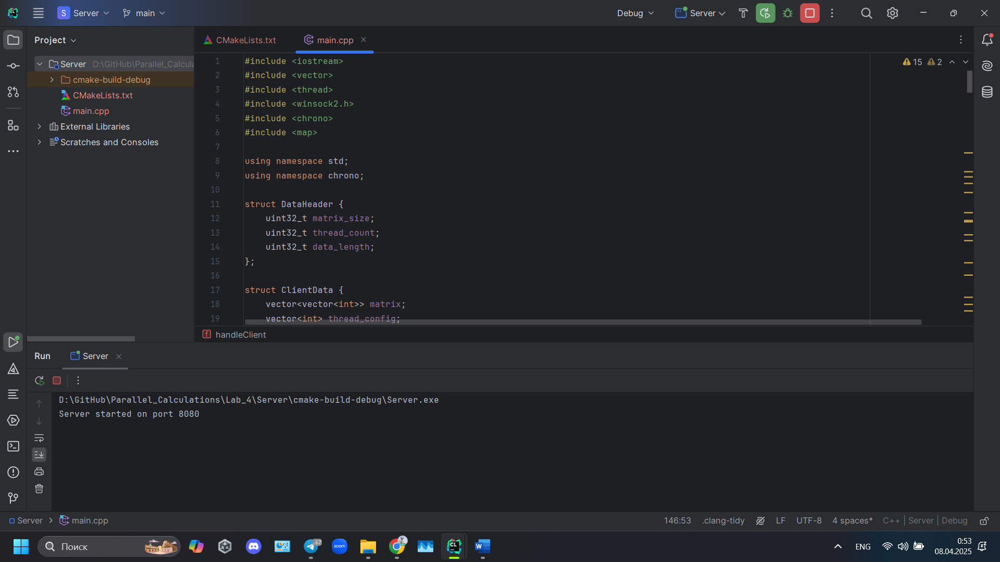 S Server main Debug Server
Project
CMakeLists.txt main.cpp
Server D:\GitHub\Parallel_Calcula
cmake-build-debug
CMakeLists.txt
main.cpp
External Libraries
Scratches and Consoles
15 2
1 #include <iostream>
2 #include <vector>
3 #include <thread>
4 #include <winsock2.h>
5 #include <chrono>
6 #include <map>
7
8 using namespace std;
9 using namespace chrono;
10
11 struct DataHeader {
12 uint32_t matrix_size;
13 uint32_t thread_count;
14 uint32_t data_length;
15 };
16
17 struct ClientData {
18 vector<vector<int>> matrix;
19 vector<int> thread_config;
f handleClient
Run Server
D:\GitHub\Parallel_Calculations\Lab_4\Server\cmake-build-debug\Server.exe
Server started on port 8080
Server main.cpp 146:53 .clang-tidy LF UTF-8 4 spaces* C++ Server Debug
Поиск .67 zoom CL W ENG 0:53
08.04.2025